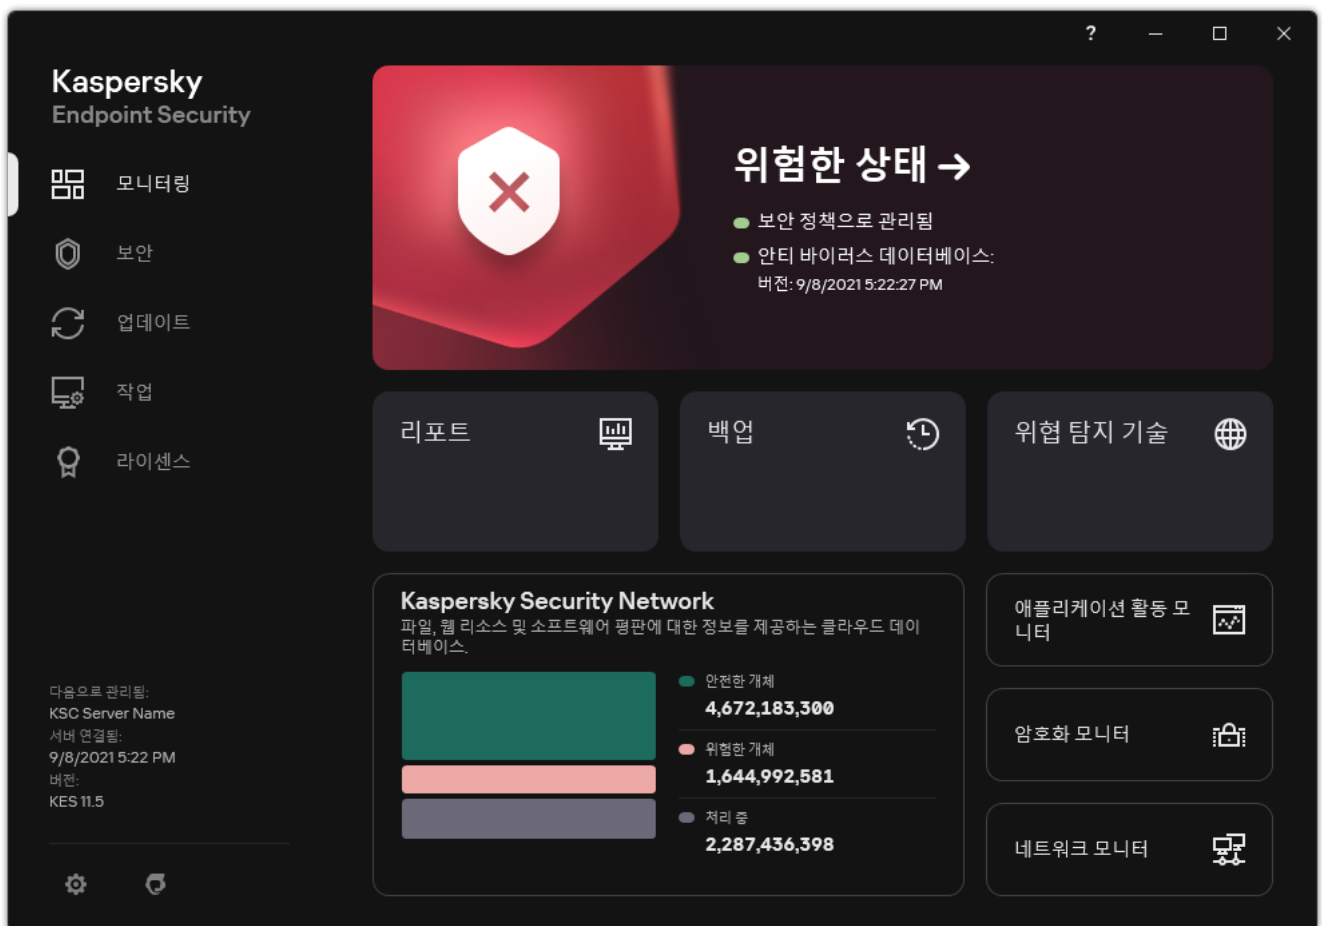 ?
Kaspersky
Endpoint Security
모니터링
보안
업데이트
작업
라이센스
다음으로 관리됨:
KSC Server Name
서버 연결됨:
9/8/2021 5:22 PM
버전:
KES 11.5
위험한 상태
보안 정책으로 관리됨
안티 바이러스 데이터베이스:
버전: 9/8/2021 5:22:27 PM
리포트
백업
위협 탐지 기술
Kaspersky Security Network
파일, 웹 리소스 및 소프트웨어 평판에 대한 정보를 제공하는 클라우드 데이
터베이스.
안전한 개체
4,672,183,300
위험한 개체
1,644,992,581
처리 중
2,287,436,398
애플리케이션 활동 모
니터
암호화 모니터
네트워크 모니터